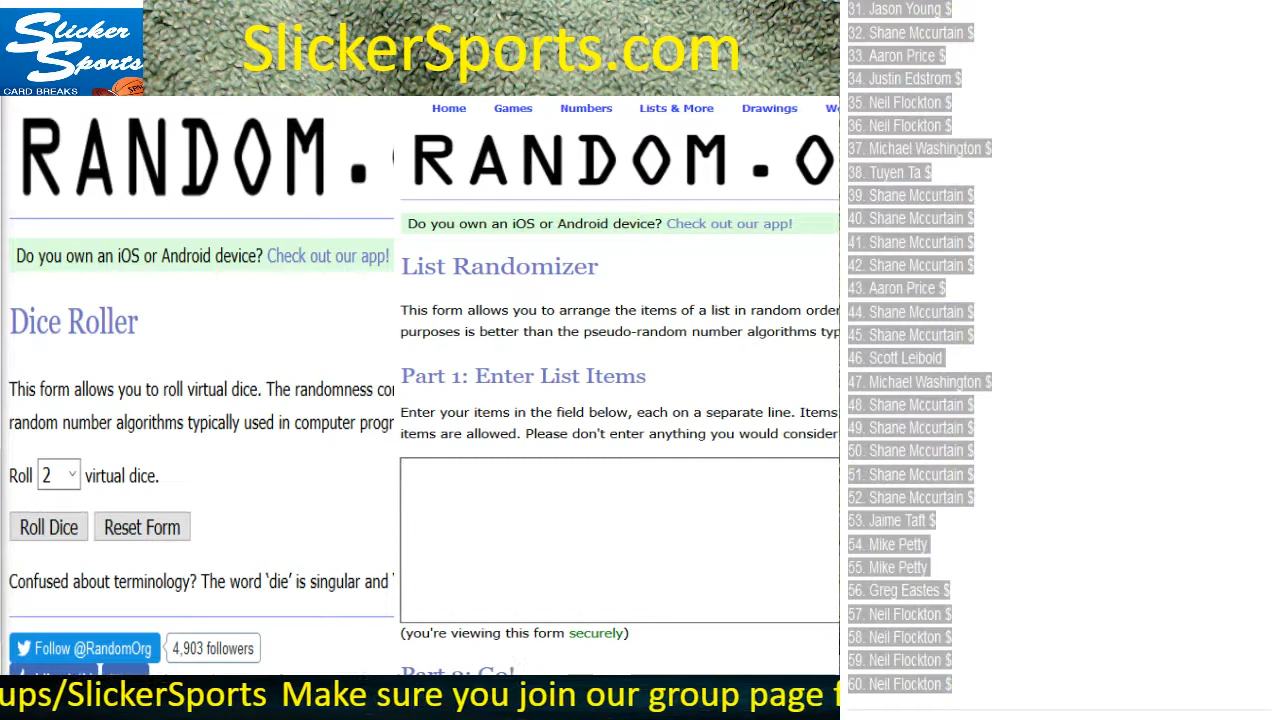 Slicker
Sports
CARD BREAKS
SlickerSports.com
RANDOM.
Do you own an iOS or Android device? Check out our app!
Dice Roller
This form allows you to roll virtual dice. The randomness
random number algorithms typically used in computer
Roll 2 virtual dice.
Roll Dice Reset Form
Confused about terminology? The word ‘die’ is singular and
Follow @RandomOrg 4,903 followers
Home Games Numbers Lists & More Drawings
RANDOM.O
Do you own an iOS or Android device? Check out our app!
List Randomizer
This form allows you to arrange the items of a list in random order
purposes is better than the pseudo-random number algorithms
Part 1: Enter List Items
Enter your items in the field below, each on a separate line. Items
items are allowed. Please don't enter anything you would consider
(you're viewing this form securely)
Part 2: Go!
ups/SlickerSports Make sure you join our group page
31. Jason Young $
32. Shane Mccurtain $
33. Aaron Price $
34. Justin Edstrom $
35. Neil Flockton $
36. Neil Flockton $
37. Michael Washington $
38. Tuyen Ta $
39. Shane Mccurtain $
40. Shane Mccurtain $
41. Shane Mccurtain $
42. Shane Mccurtain $
43. Aaron Price $
44. Shane Mccurtain $
45. Shane Mccurtain $
46. Scott Leibold
47. Michael Washington $
48. Shane Mccurtain $
49. Shane Mccurtain $
50. Shane Mccurtain $
51. Shane Mccurtain $
52. Shane Mccurtain $
53. Jaime Taft $
54. Mike Petty
55. Mike Petty
56. Greg Eastes $
57. Neil Flockton $
58. Neil Flockton $
59. Neil Flockton $
60. Neil Flockton $